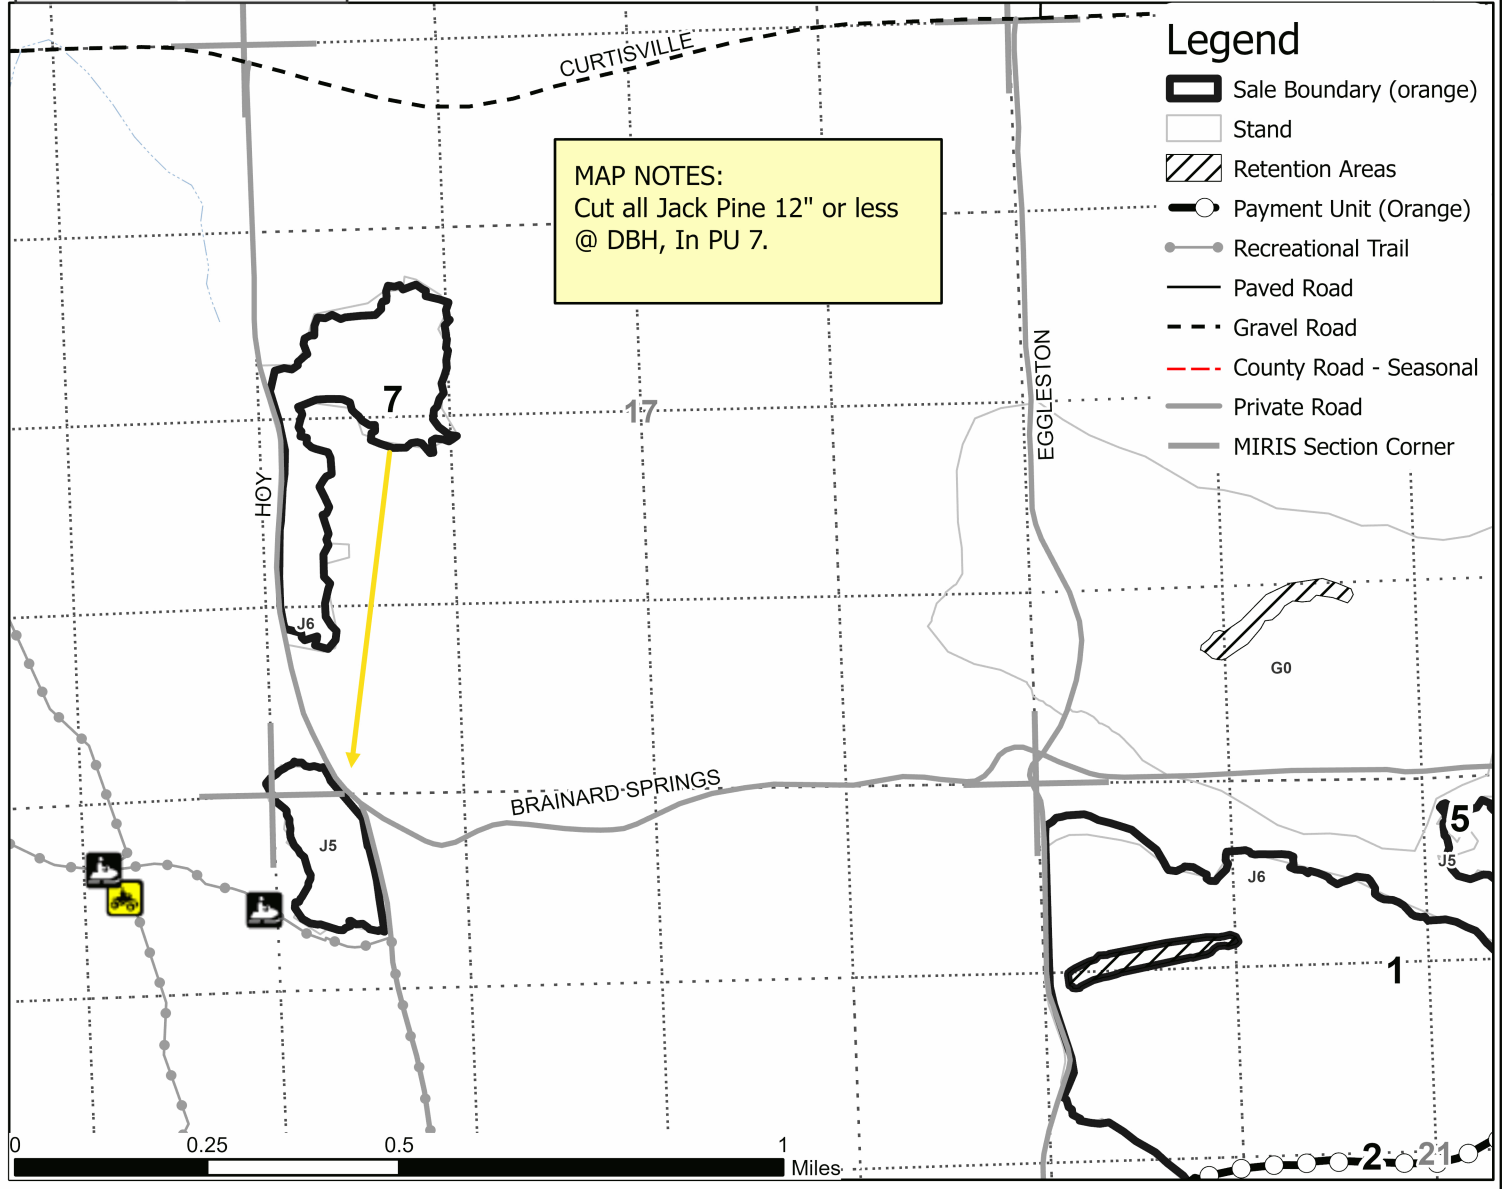 Legend
Sale Boundary (orange)
Stand
Retention Areas
Payment Unit (Orange)
Recreational Trail
Paved Road
Gravel Road
County Road - Seasonal
Private Road
MIRIS Section Corner
CURTISVILLE
MAP NOTES:
Cut all Jack Pine 12" or less
@ DBH, In PU 7.
EGGLESTON
7
17
HOY
J6
G0
BRAINARD SPRINGS
5
J5
J5
J6
1
2
21
0 0.25 0.5 1
Miles